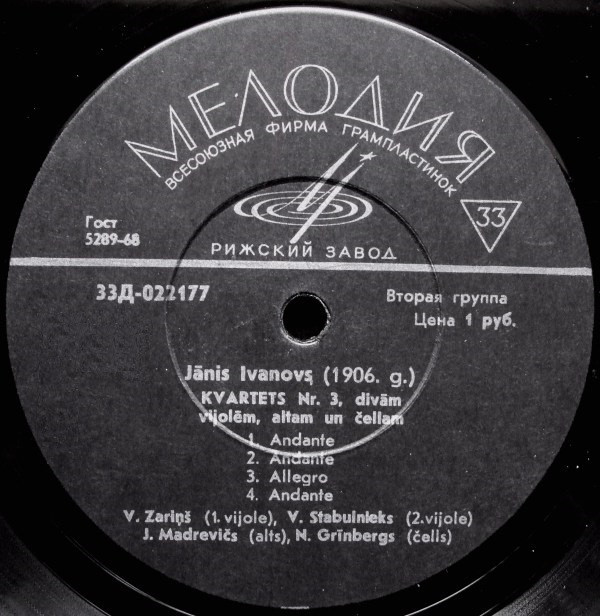 МЕЛОДИЯ
ВСЕСОЮЗНАЯ ФИРМА ГРАМПЛАСТИНОК
33
Гост
5289-68
РИЖСКИЙ ЗАВОД
33Д-022177
Вторая группа
Цена 1 руб.
Jānis Ivanovş (1906. g.)
KVARTETS Nr. 3, divām
vijolēm, altam un čellam
1. Andante
2. Andante
3. Allegro
4. Andante
V. Zariņš (1. vijole), V. Stabulnieks (2.vijole)
J. Madrevičs (alts), N. Grīnbergs (čells)